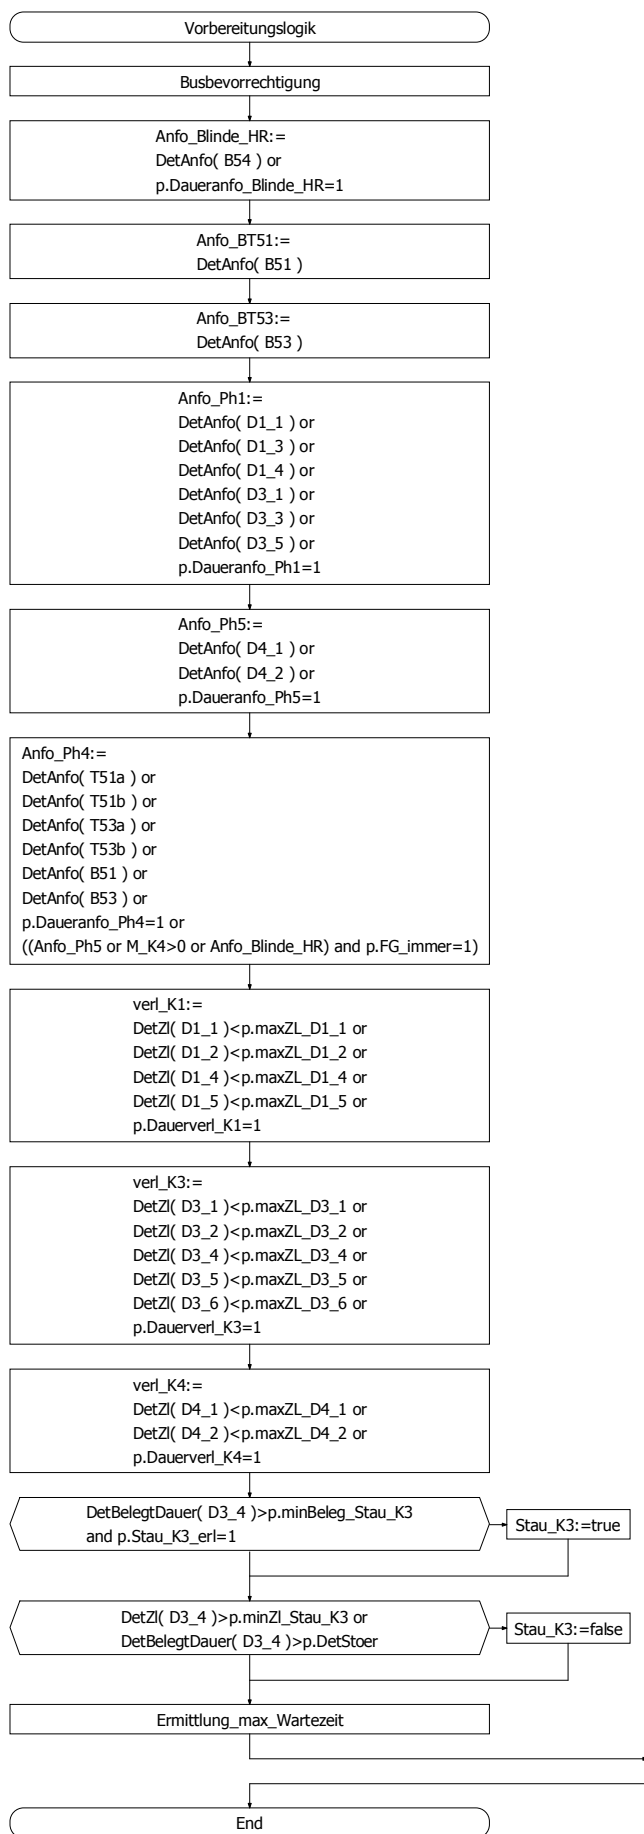 Vorbereitungslogik
Busbevorrechtigung
Anfo_Blinde_HR:=
DetAnfo( B54 ) or
p.Daueranfo_Blinde_HR=1
Anfo_BT51:=
DetAnfo( B51 )
Anfo_BT53:=
DetAnfo( B53 )
Anfo_Ph1:=
DetAnfo( D1_1 ) or
DetAnfo( D1_3 ) or
DetAnfo( D1_4 ) or
DetAnfo( D3_1 ) or
DetAnfo( D3_3 ) or
DetAnfo( D3_5 ) or
p.Daueranfo_Ph1=1
Anfo_Ph5:=
DetAnfo( D4_1 ) or
DetAnfo( D4_2 ) or
p.Daueranfo_Ph5=1
Anfo_Ph4:=
DetAnfo( T51a ) or
DetAnfo( T51b ) or
DetAnfo( T53a ) or
DetAnfo( T53b ) or
DetAnfo( B51 ) or
DetAnfo( B53 ) or
p.Daueranfo_Ph4=1 or
((Anfo_Ph5 or M_K4>0 or Anfo_Blinde_HR) and p.FG_immer=1)
verl_K1:=
DetZl( D1_1 )<p.maxZL_D1_1 or
DetZl( D1_2 )<p.maxZL_D1_2 or
DetZl( D1_4 )<p.maxZL_D1_4 or
DetZl( D1_5 )<p.maxZL_D1_5 or
p.Dauerverl_K1=1
verl_K3:=
DetZl( D3_1 )<p.maxZL_D3_1 or
DetZl( D3_2 )<p.maxZL_D3_2 or
DetZl( D3_4 )<p.maxZL_D3_4 or
DetZl( D3_5 )<p.maxZL_D3_5 or
DetZl( D3_6 )<p.maxZL_D3_6 or
p.Dauerverl_K3=1
verl_K4:=
DetZl( D4_1 )<p.maxZL_D4_1 or
DetZl( D4_2 )<p.maxZL_D4_2 or
p.Dauerverl_K4=1
DetBelegtDauer( D3_4 )>p.minBeleg_Stau_K3
and p.Stau_K3_erl=1
Stau_K3:=true
DetZl( D3_4 )>p.minZl_Stau_K3 or
DetBelegtDauer( D3_4 )>p.DetStoer
Stau_K3:=false
Ermittlung_max_Wartezeit
End